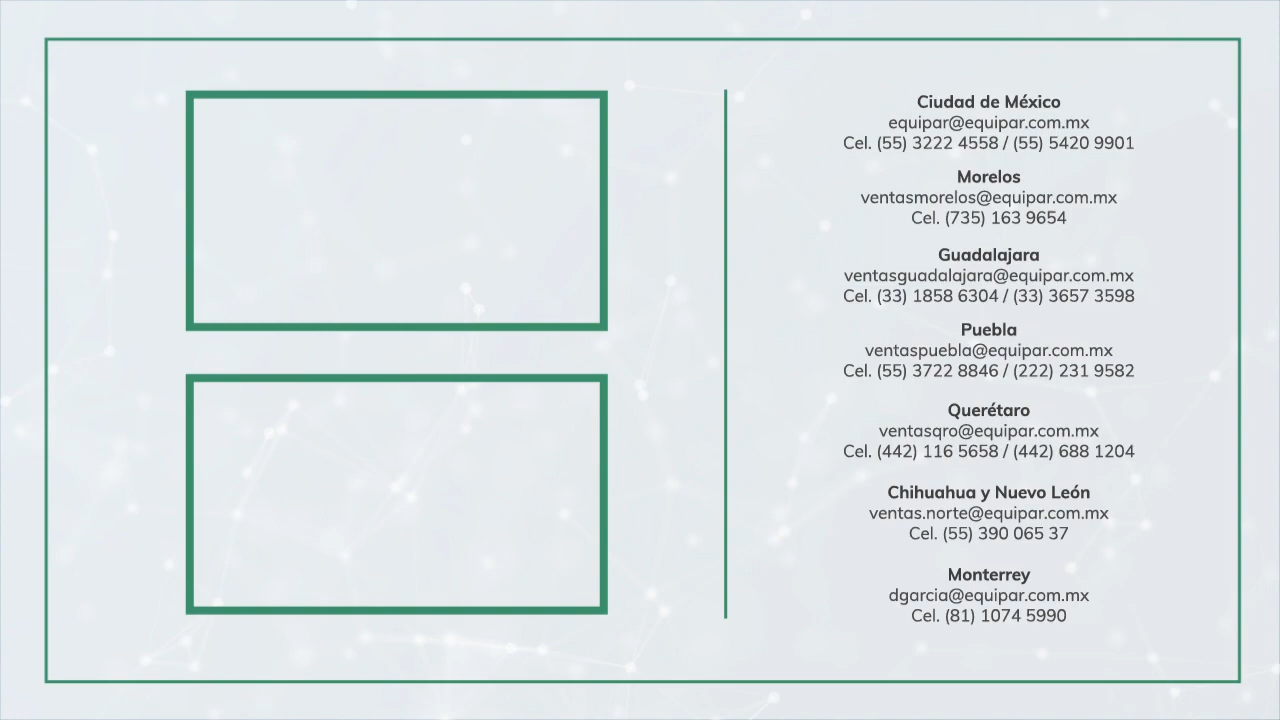 Ciudad de México
equipar@equipar.com.mx
Cel. (55) 3222 4558 / (55) 5420 9901
Morelos
ventasmorelos@equipar.com.mx
Cel. (735) 163 9654
Guadalajara
ventasguadalajara@equipar.com.mx
Cel. (33) 1858 6304 / (33) 3657 3598
Puebla
ventaspuebla@equipar.com.mx
Cel. (55) 3722 8846 / (222) 231 9582
Querétaro
ventasqro@equipar.com.mx
Cel. (442) 116 5658 / (442) 688 1204
Chihuahua y Nuevo León
ventas.norte@equipar.com.mx
Cel. (55) 390 065 37
Monterrey
dgarcia@equipar.com.mx
Cel. (81) 1074 5990